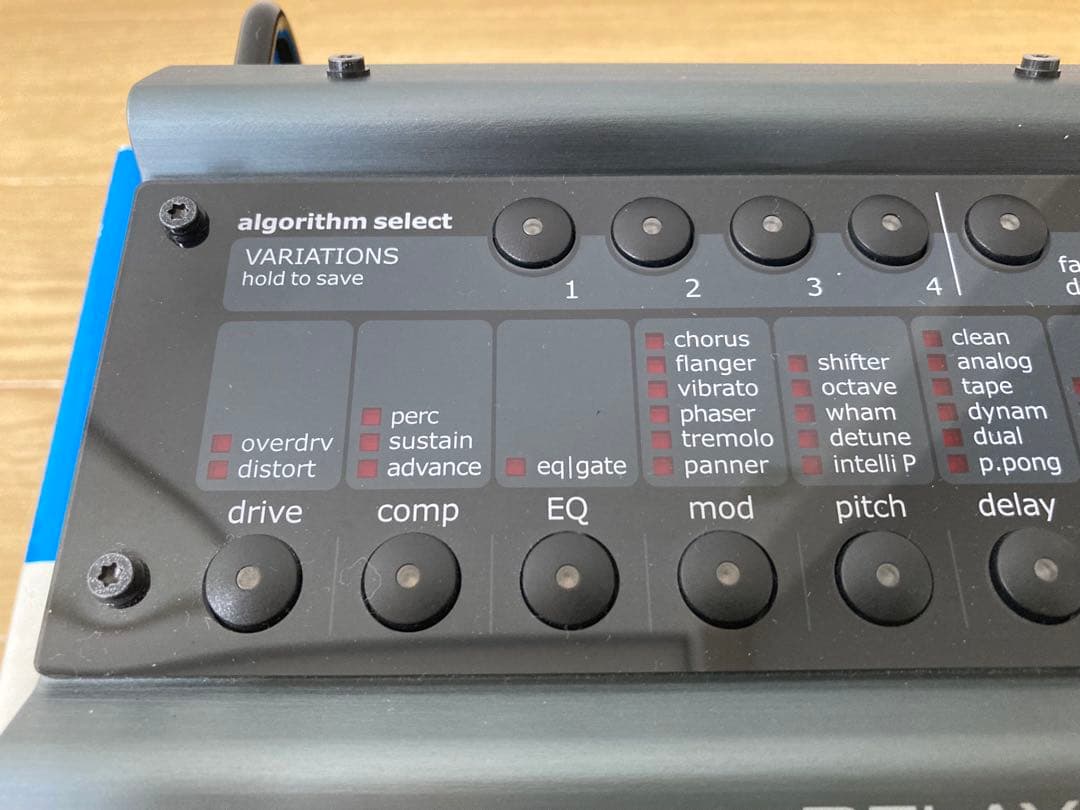 algorithm select
VARIATIONS
hold to save
1 2 3 4
overdrv
distort
drive
perc
sustain
advance
comp
eq|gate
EQ
chorus
flanger
vibrato
phaser
tremolo
panner
mod
shifter
octave
wham
detune
intelli P
pitch
clean
analog
tape
dynam
dual
p.pong
delay